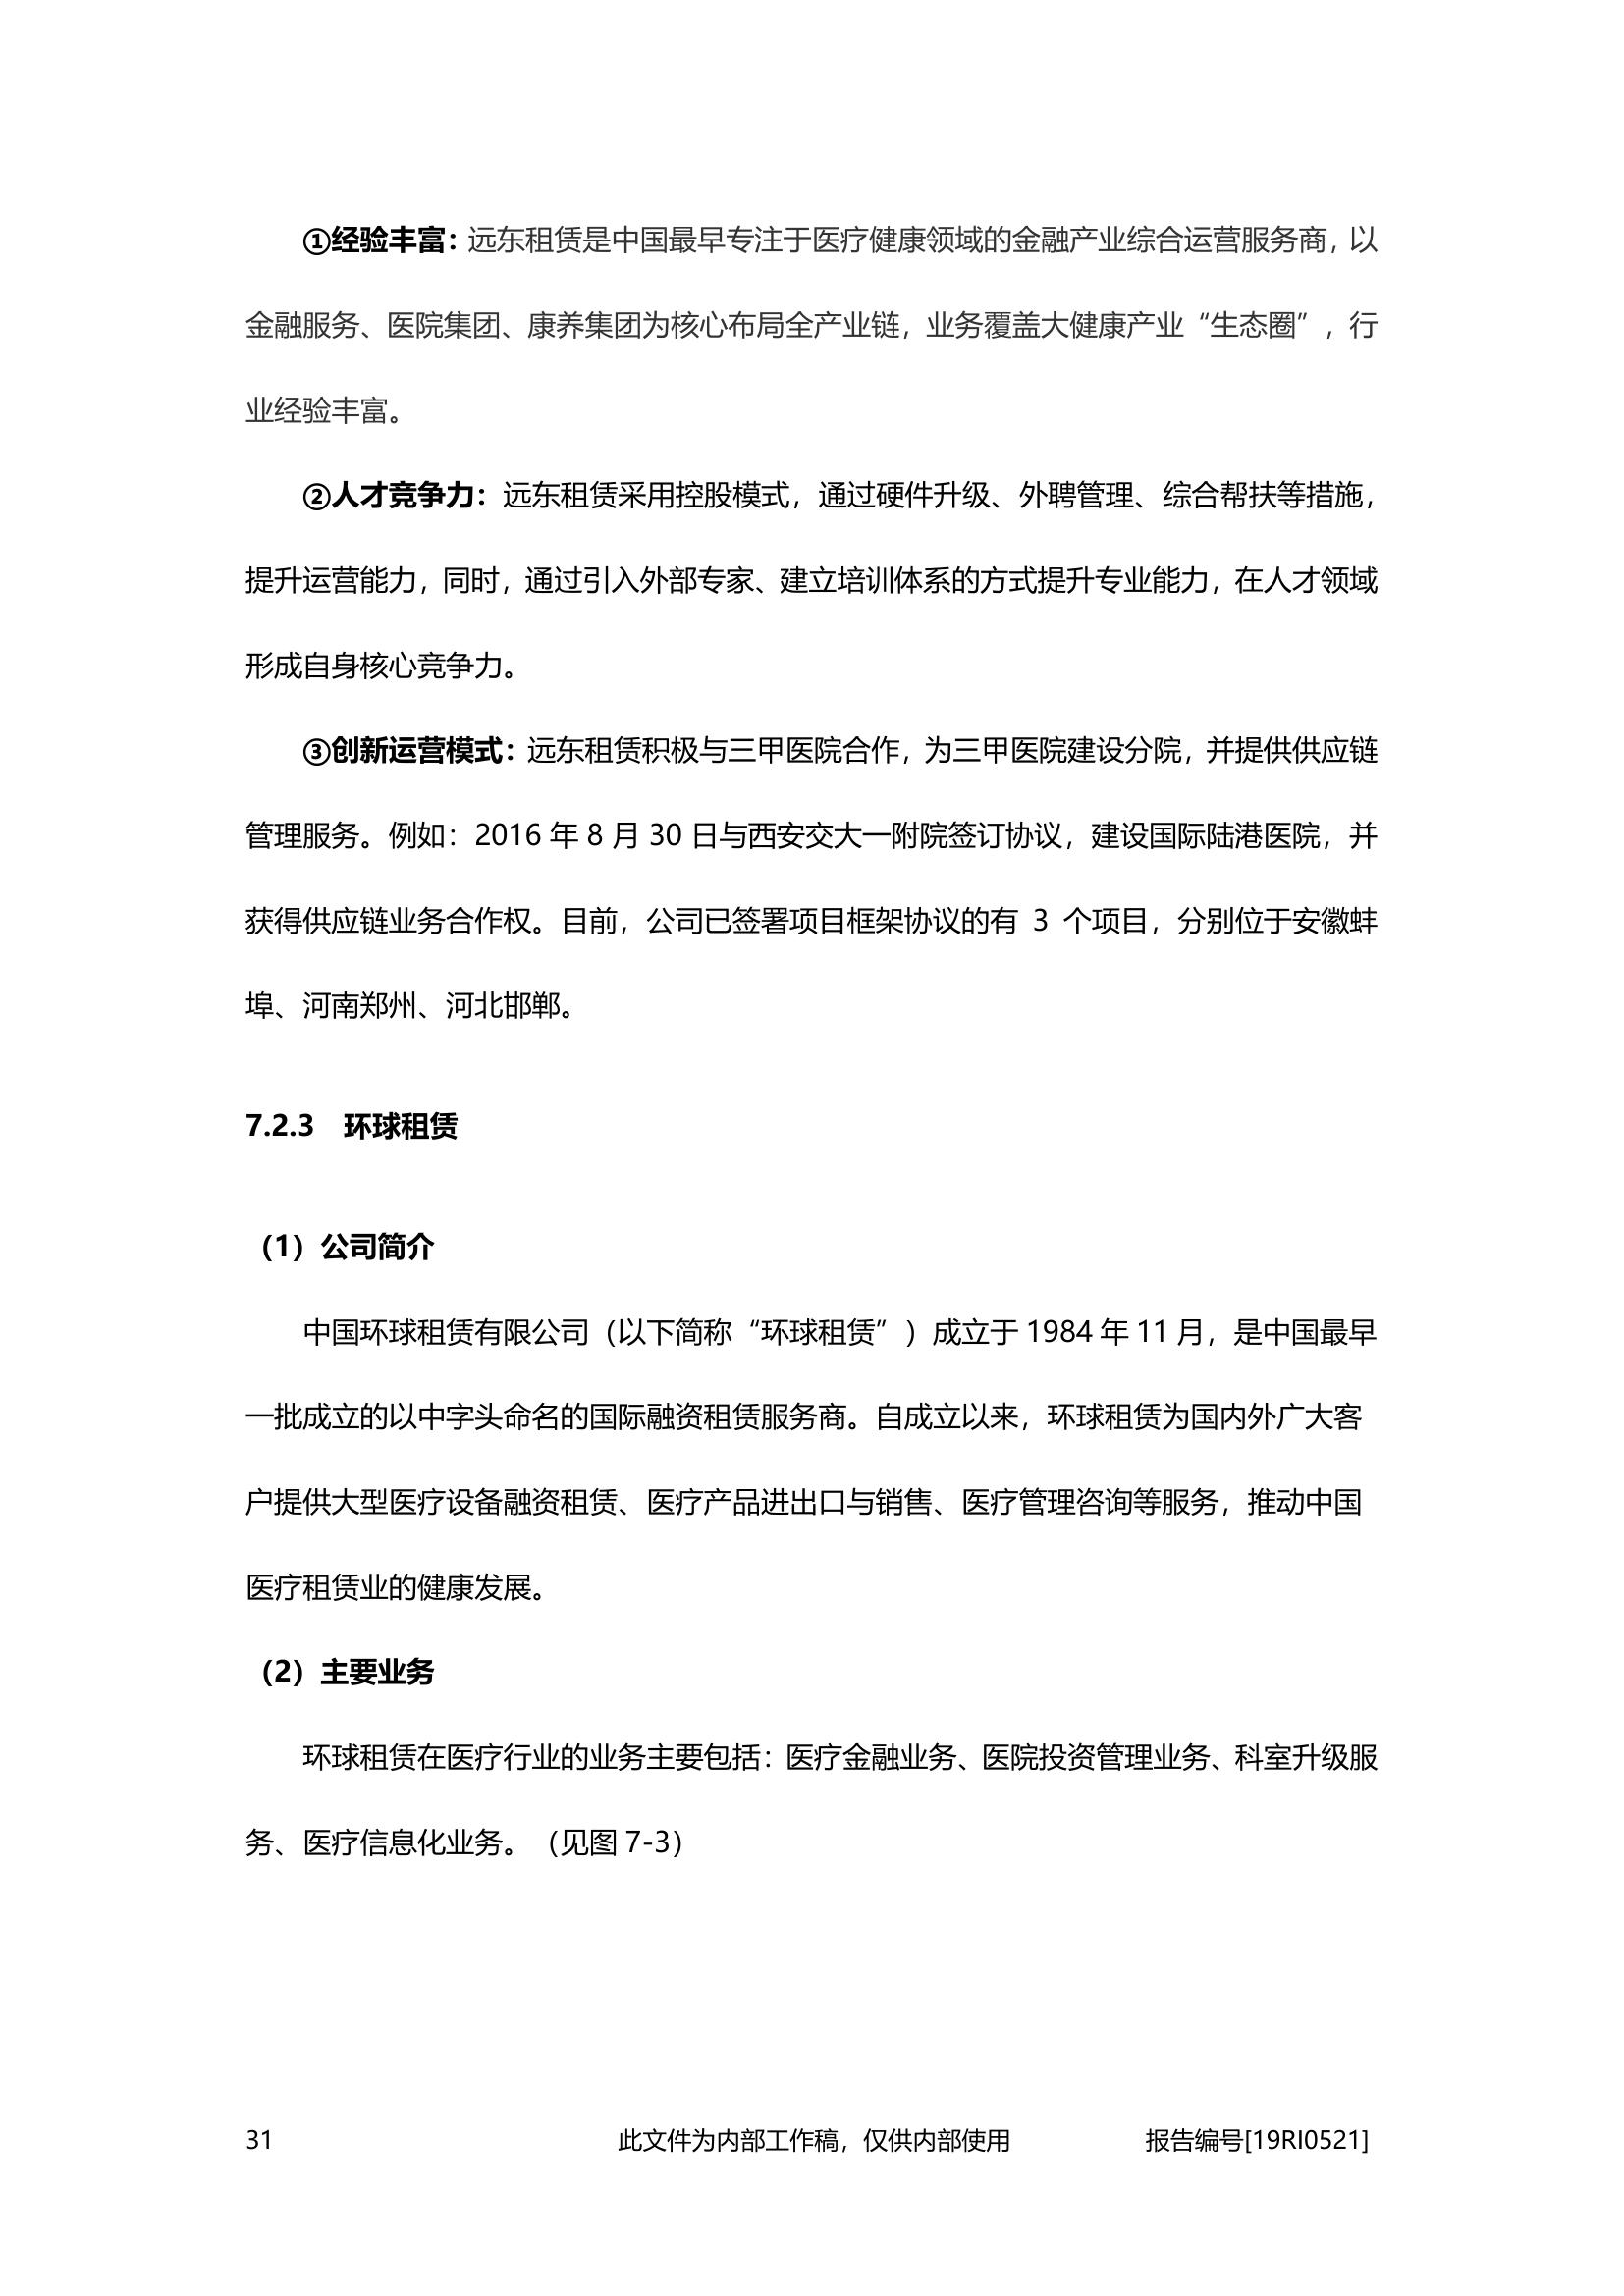 ①经验丰富：远东租赁是中国最早专注于医疗健康领域的金融产业综合运营服务商，以
金融服务、医院集团、康养集团为核心布局全产业链，业务覆盖大健康产业“生态圈”，行
业经验丰富。
②人才竞争力：远东租赁采用控股模式，通过硬件升级、外聘管理、综合帮扶等措施，
提升运营能力，同时，通过引入外部专家、建立培训体系的方式提升专业能力，在人才领域
形成自身核心竞争力。
③创新运营模式：远东租赁积极与三甲医院合作，为三甲医院建设分院，并提供供应链
管理服务。例如：2016 年 8 月 30 日与西安交大一附院签订协议，建设国际陆港医院，并
获得供应链业务合作权。目前，公司已签署项目框架协议的有 3 个项目，分别位于安徽蚌
埠、河南郑州、河北邯郸。
7.2.3 环球租赁
（1）公司简介
中国环球租赁有限公司（以下简称“环球租赁”）成立于 1984 年 11 月，是中国最早
一批成立的以中字头命名的国际融资租赁服务商。自成立以来，环球租赁为国内外广大客
户提供大型医疗设备融资租赁、医疗产品进出口与销售、医疗管理咨询等服务，推动中国
医疗租赁业的健康发展。
（2）主要业务
环球租赁在医疗行业的业务主要包括：医疗金融业务、医院投资管理业务、科室升级服
务、医疗信息化业务。（见图 7-3）
31 此文件为内部工作稿，仅供内部使用 报告编号[19RI0521]